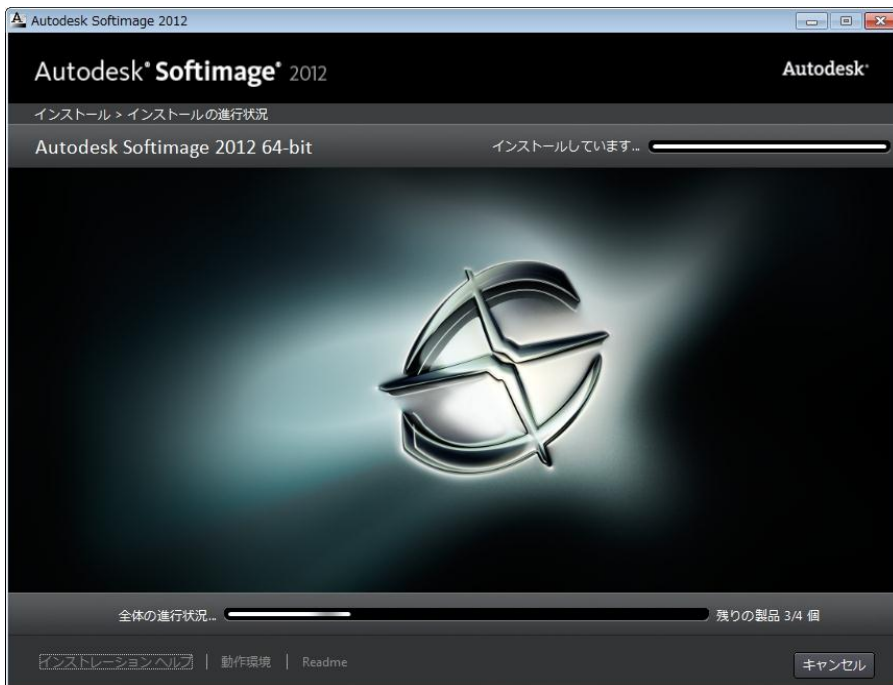 Autodesk Softimage 2012
Autodesk® Softimage® 2012
Autodesk®
インストール > インストールの進行状況
Autodesk Softimage 2012 64-bit
インストールしています...
全体の進行状況...
残りの製品 3/4 個
インストレーション ヘルプ | 動作環境 | Readme
キャンセル